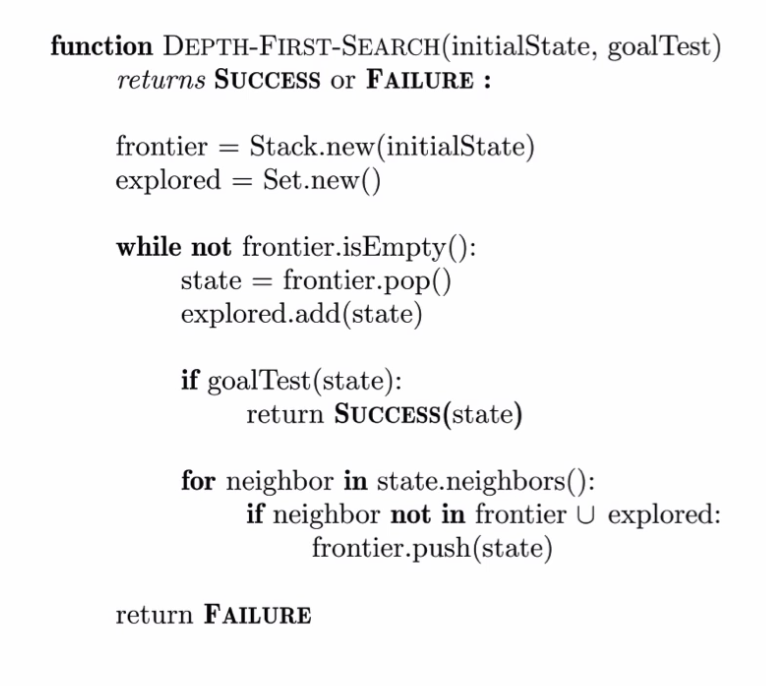 function DEPTH-FIRST-SEARCH(initialState, goalTest)
returns SUCCESS or FAILURE :
frontier = Stack.new(initialState)
explored = Set.new()
while not frontier.isEmpty():
state = frontier.pop()
explored.add(state)
if goalTest(state):
return SUCCESS(state)
for neighbor in state.neighbors():
if neighbor not in frontier ∪ explored:
frontier.push(state)
return FAILURE